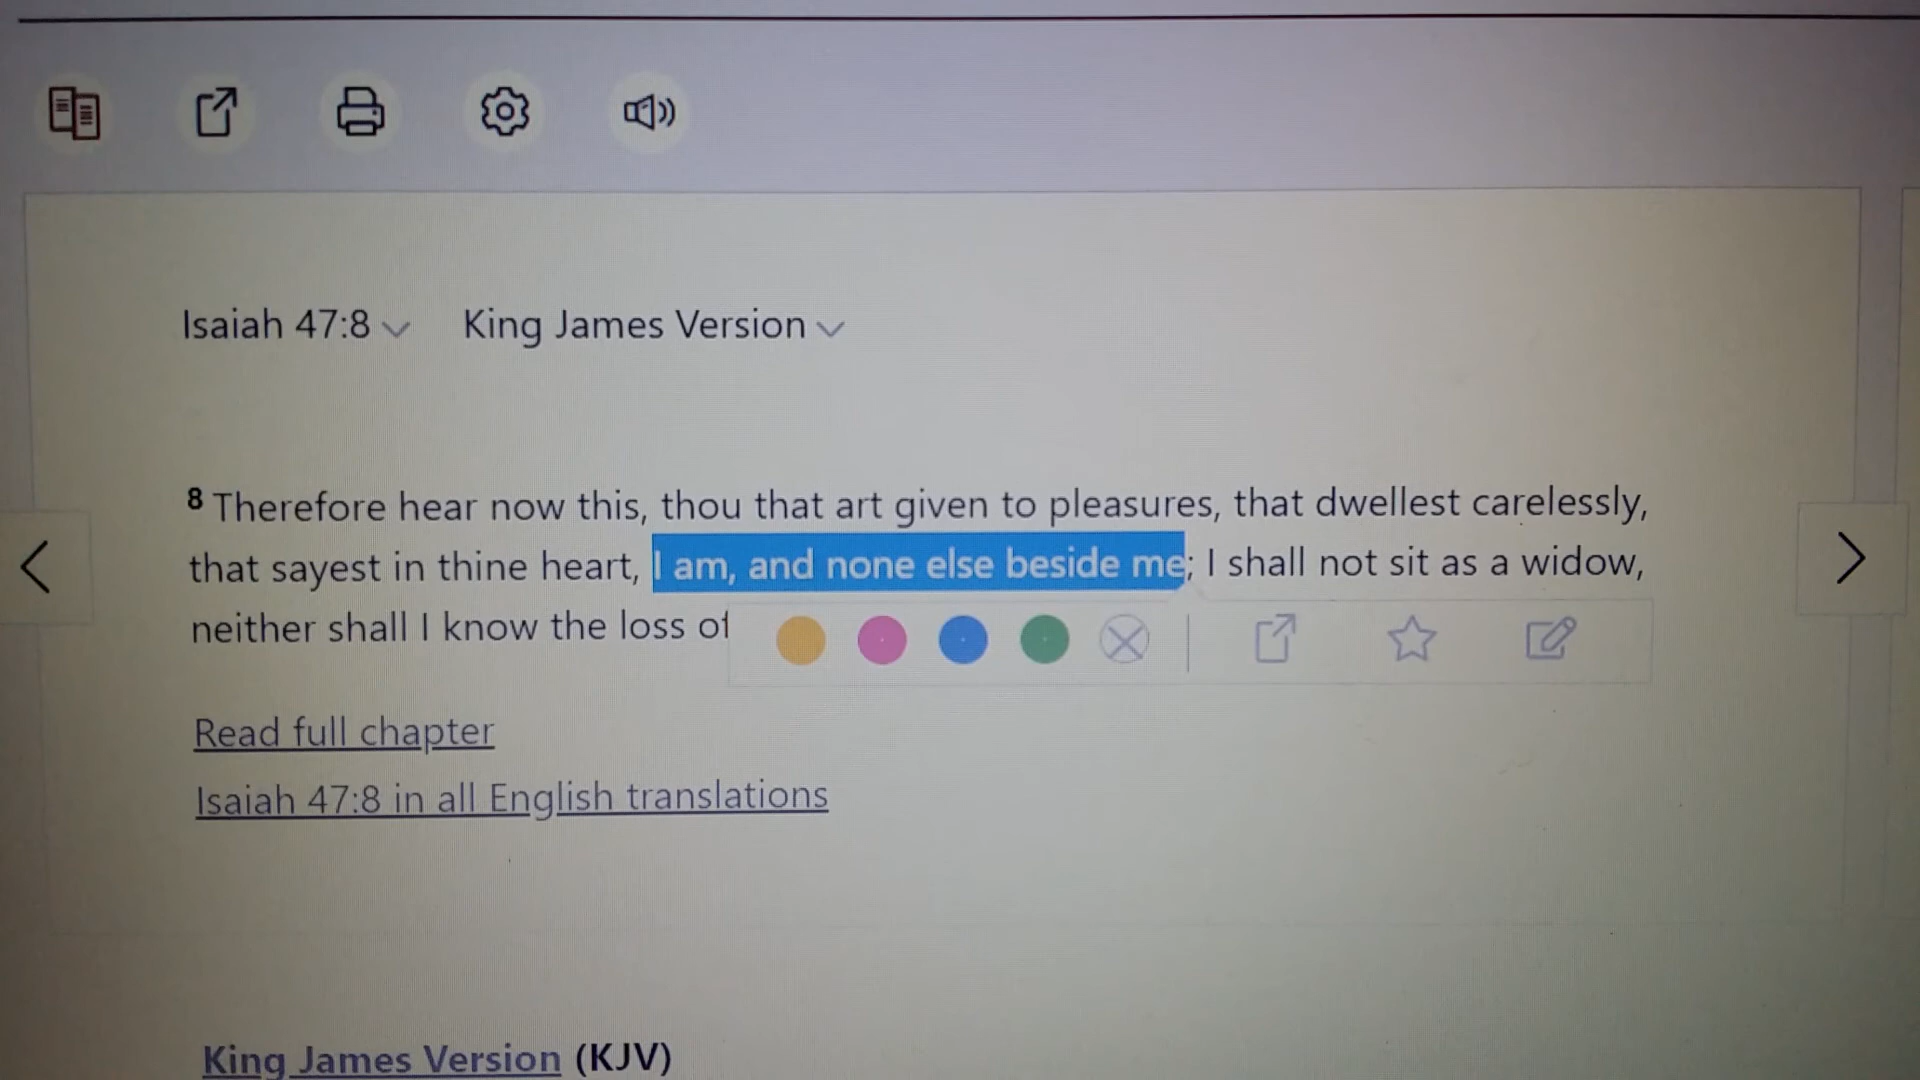 Isaiah 47:8 King James Version
8 Therefore hear now this, thou that art given to pleasures, that dwellest carelessly,
that sayest in thine heart, I am, and none else beside me; I shall not sit as a widow,
neither shall I know the loss of
Read full chapter
Isaiah 47:8 in all English translations
King James Version (KJV)